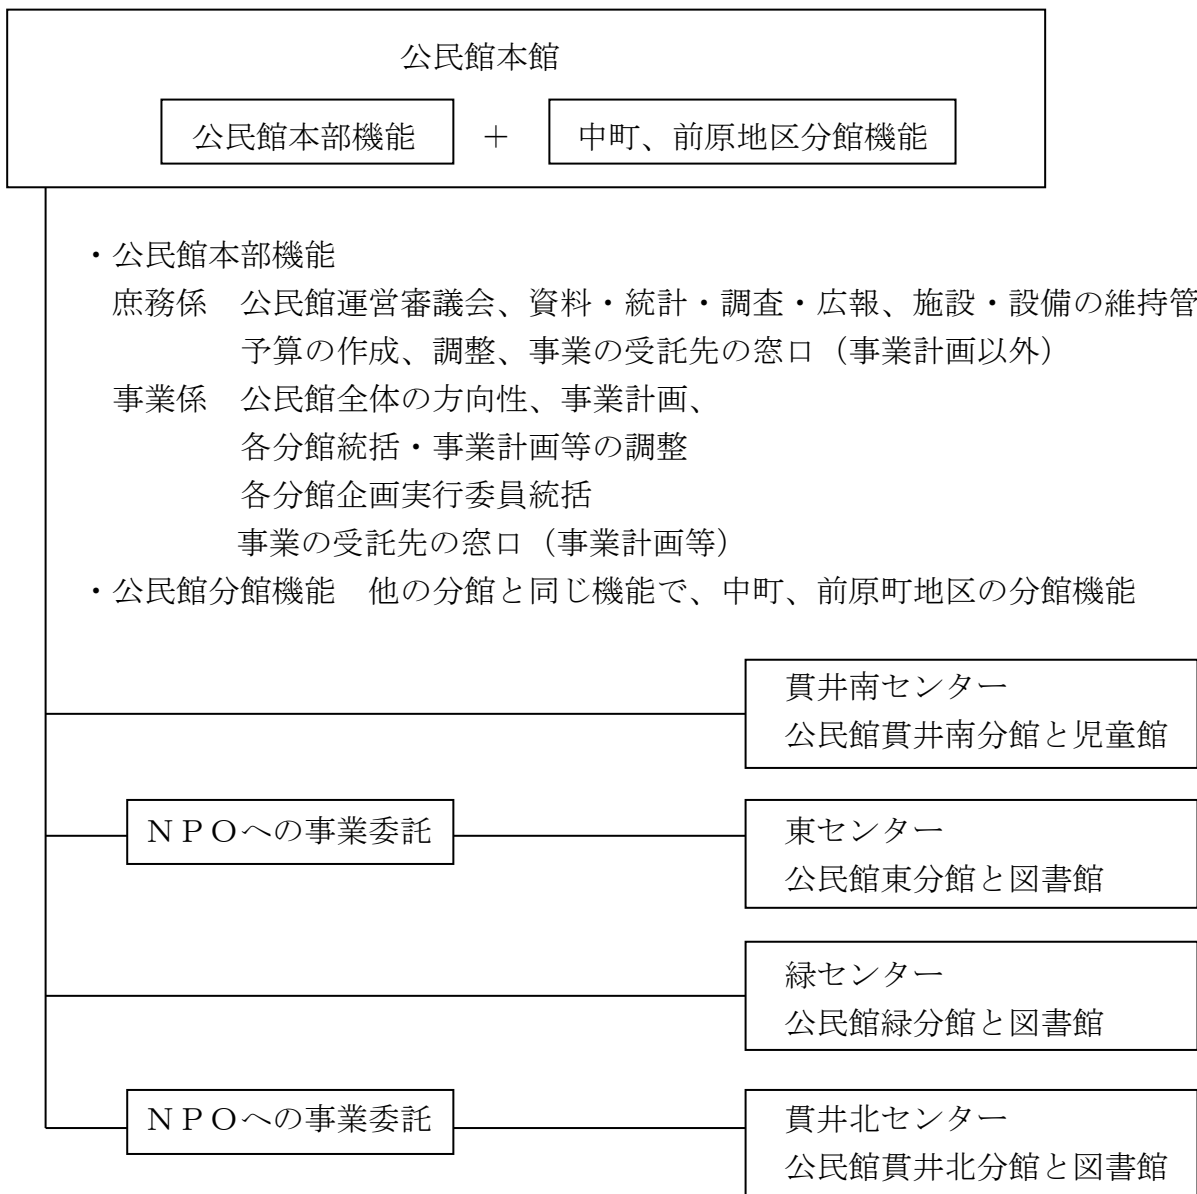 公民館本館
公民館本部機能 ＋ 中町、前原地区分館機能
・公民館本部機能
庶務係　公民館運営審議会、資料・統計・調査・広報、施設・設備の維持管
予算の作成、調整、事業の受託先の窓口（事業計画以外）
事業係　公民館全体の方向性、事業計画、
各分館統括・事業計画等の調整
各分館企画実行委員統括
事業の受託先の窓口（事業計画等）
・公民館分館機能　他の分館と同じ機能で、中町、前原町地区の分館機能
貫井南センター
公民館貫井南分館と児童館
ＮＰＯへの事業委託
東センター
公民館東分館と図書館
緑センター
公民館緑分館と図書館
ＮＰＯへの事業委託
貫井北センター
公民館貫井北分館と図書館